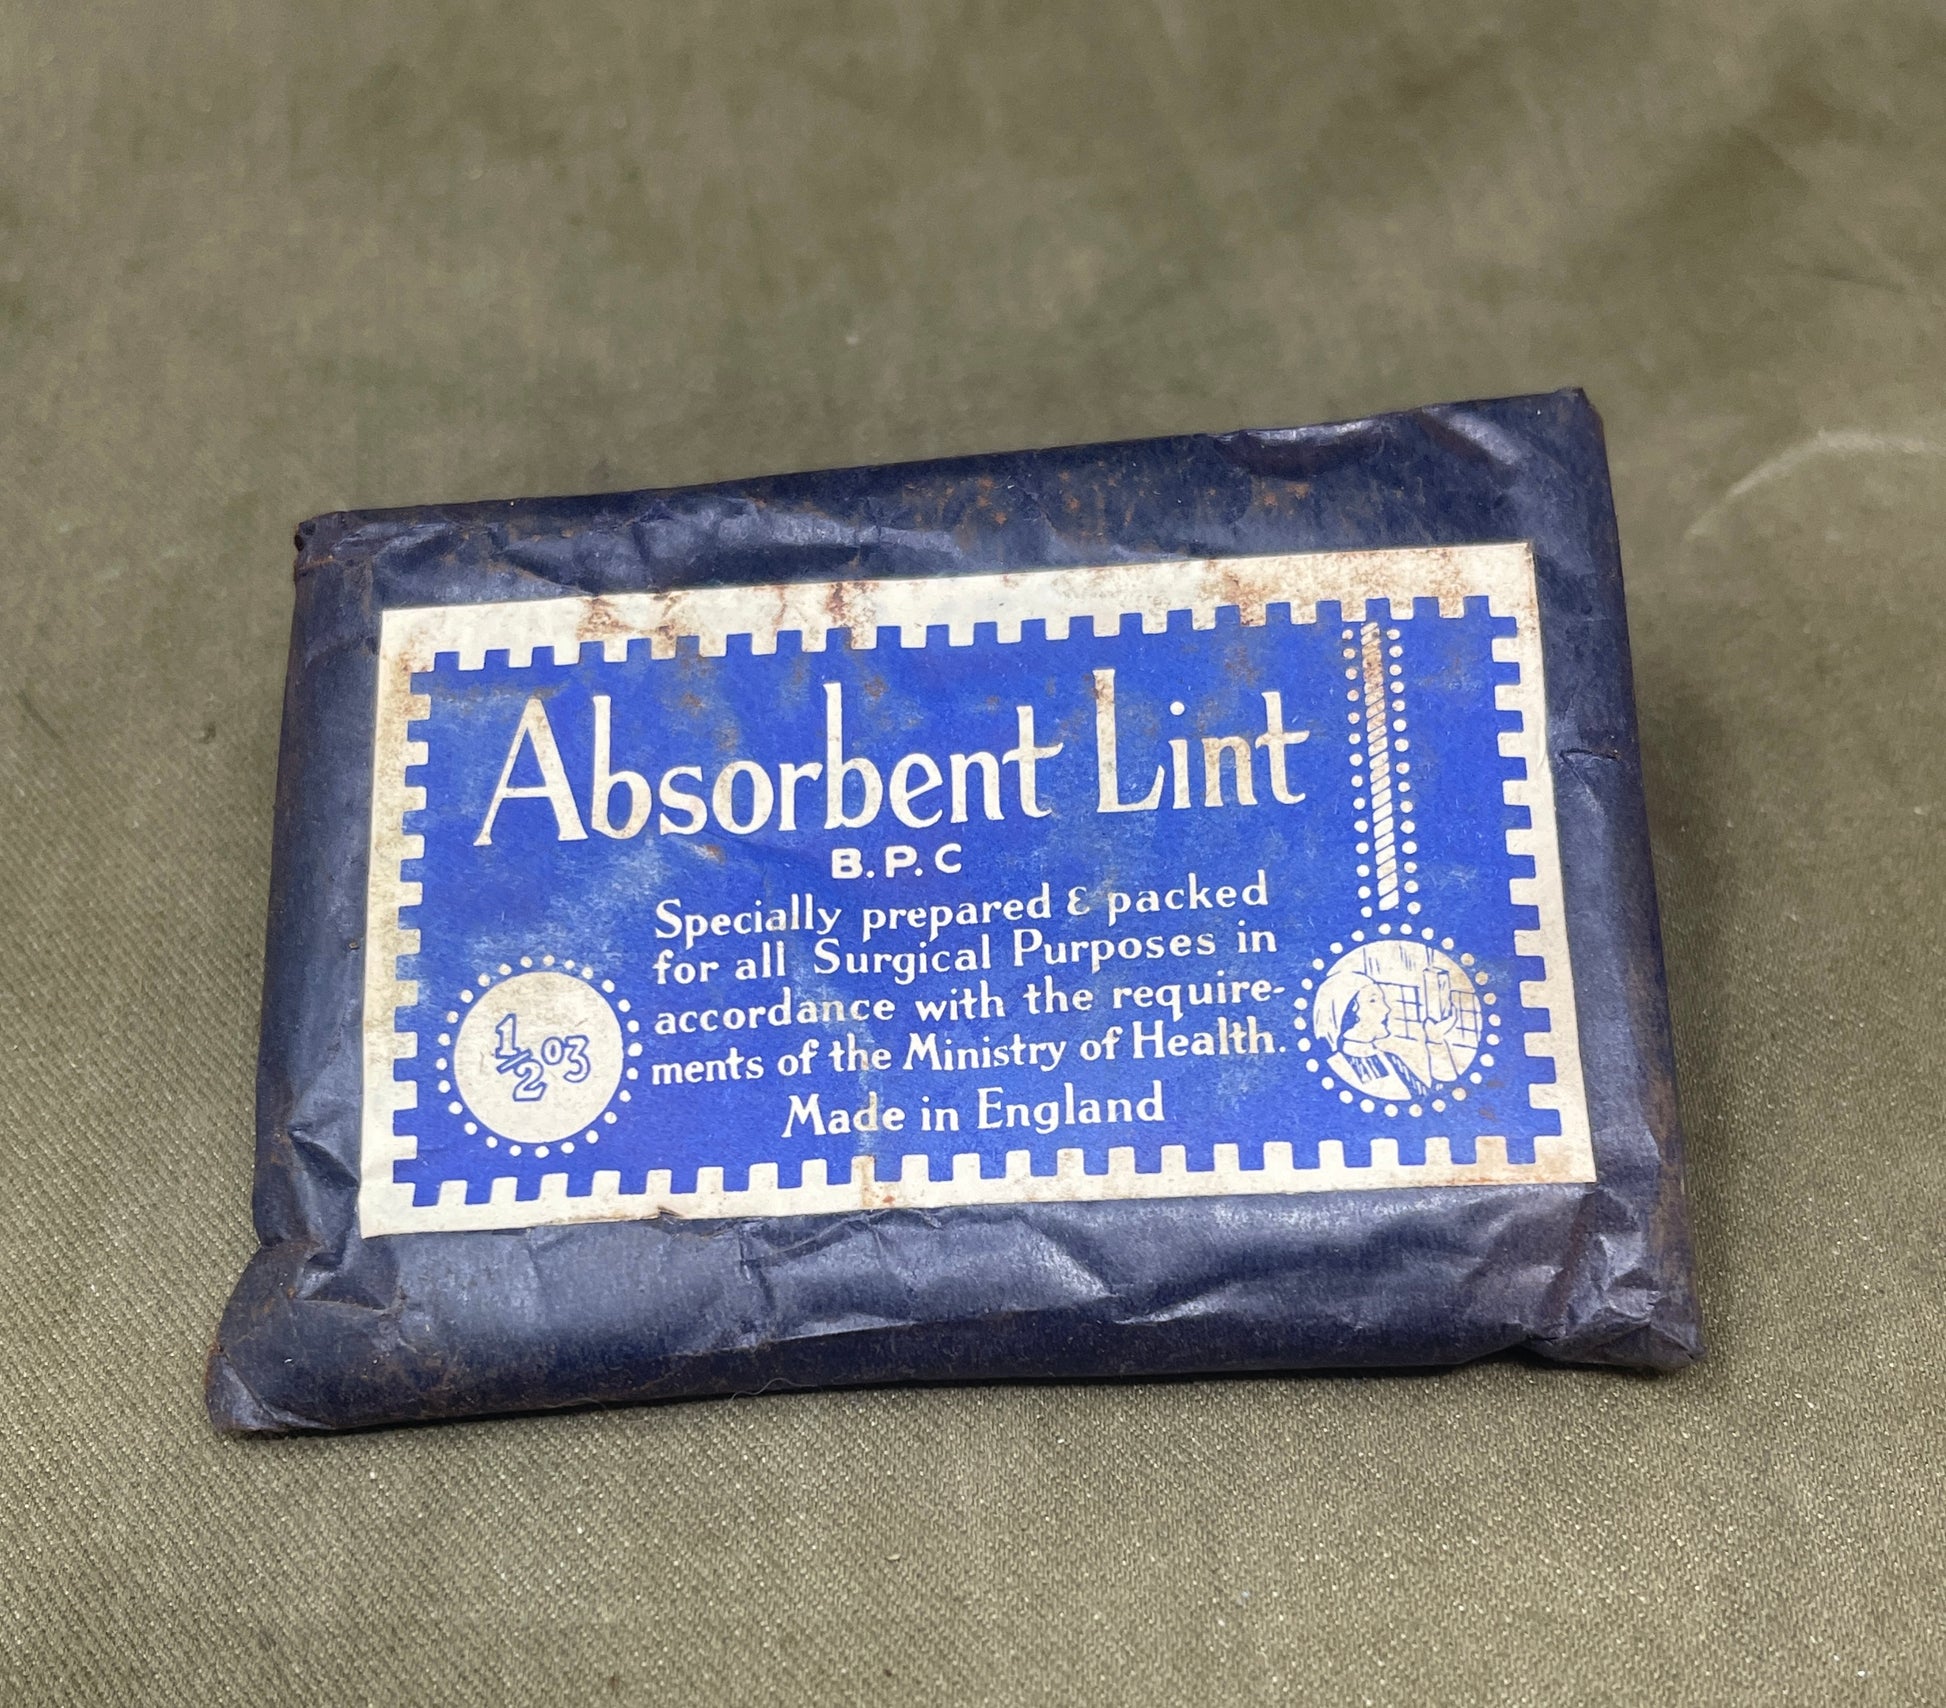 Absorbent Lint
B.P.C
Specially prepared & packed
for all Surgical Purposes in
accordance with the require-
ments of the Ministry of Health.
Made in England
1/2 oz